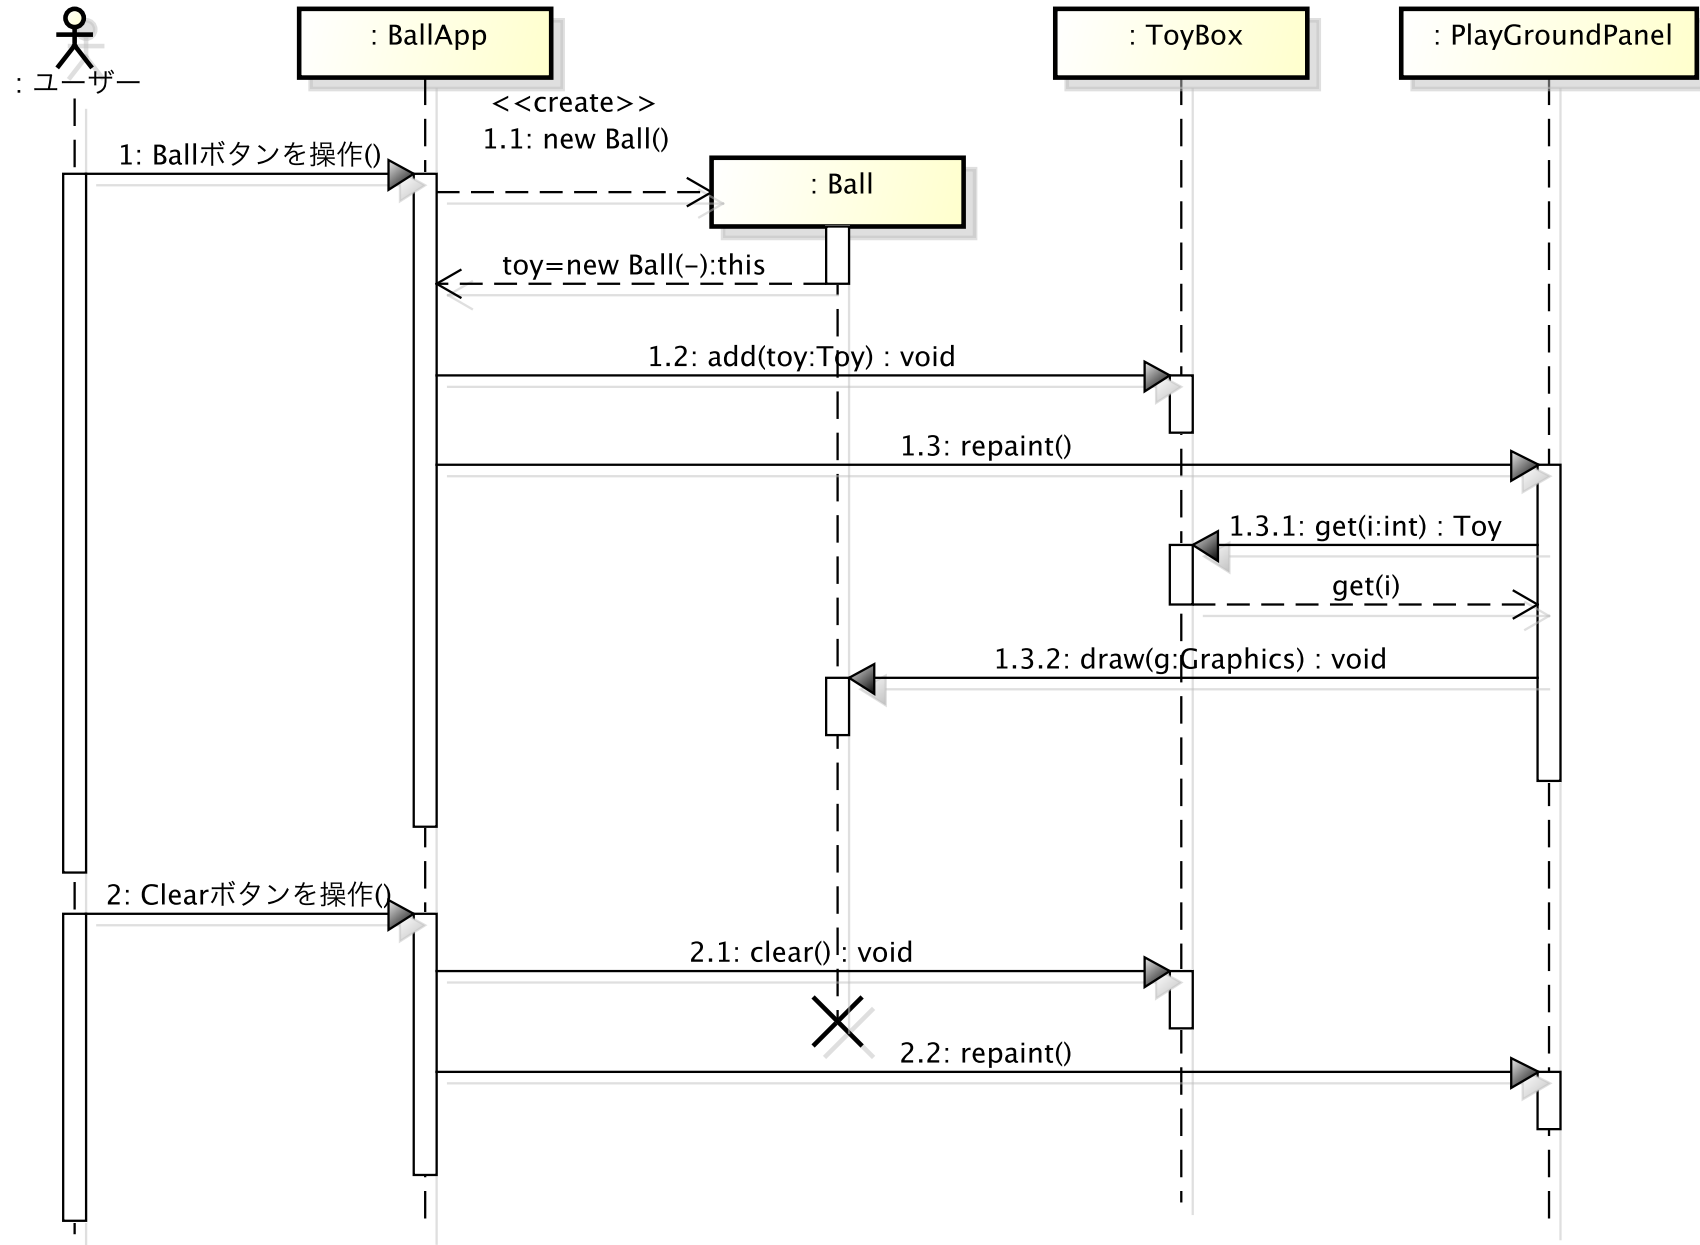 : ユーザー
: BallApp
: ToyBox
: PlayGroundPanel
<<create>>
1.1: new Ball()
1: Ballボタンを操作()
: Ball
toy=new Ball(-):this
1.2: add(toy:Toy) : void
1.3: repaint()
1.3.1: get(i:int) : Toy
get(i)
1.3.2: draw(g:Graphics) : void
2: Clearボタンを操作()
2.1: clear() : void
2.2: repaint()